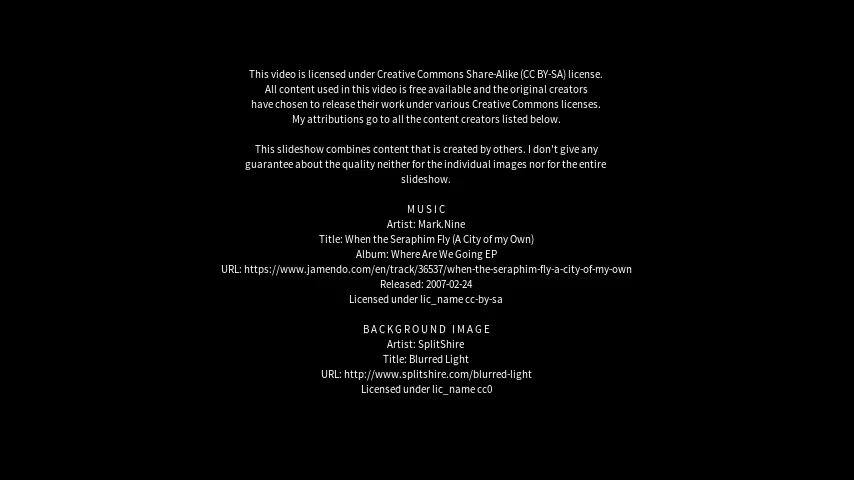 This video is licensed under Creative Commons Share-Alike (CC BY-SA) license.
All content used in this video is free available and the original creators
have chosen to release their work under various Creative Commons licenses.
My attributions go to all the content creators listed below.
This slideshow combines content that is created by others. I don't give any
guarantee about the quality neither for the individual images nor for the entire
slideshow.
MUSIC
Artist: Mark.Nine
Title: When the Seraphim Fly (A City of my Own)
Album: Where Are We Going EP
URL: https://www.jamendo.com/en/track/36537/when-the-seraphim-fly-a-city-of-my-own
Released: 2007-02-24
Licensed under lic_name cc-by-sa
BACKGROUND IMAGE
Artist: SplitShire
Title: Blurred Light
URL: http://www.splitshire.com/blurred-light
Licensed under lic_name cc0